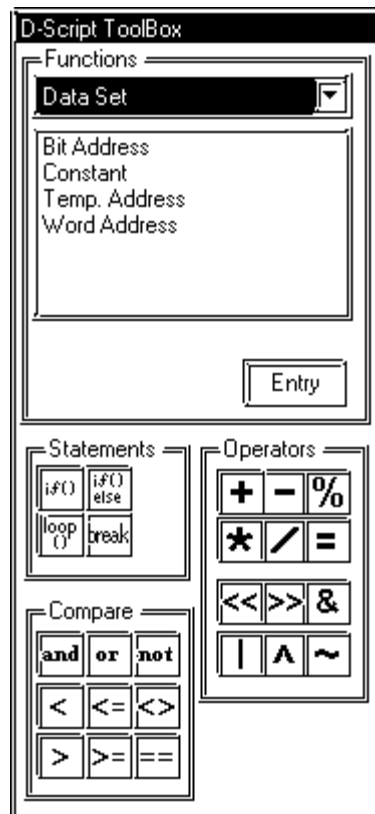 D-Script ToolBox
Functions
Data Set
Bit Address
Constant
Temp. Address
Word Address
Entry
Statements
if() if() else
loop () break
Operators
+ - %
* / =
<< >> &
| ^ ~
Compare
and or not
< <= <>
> >= ==